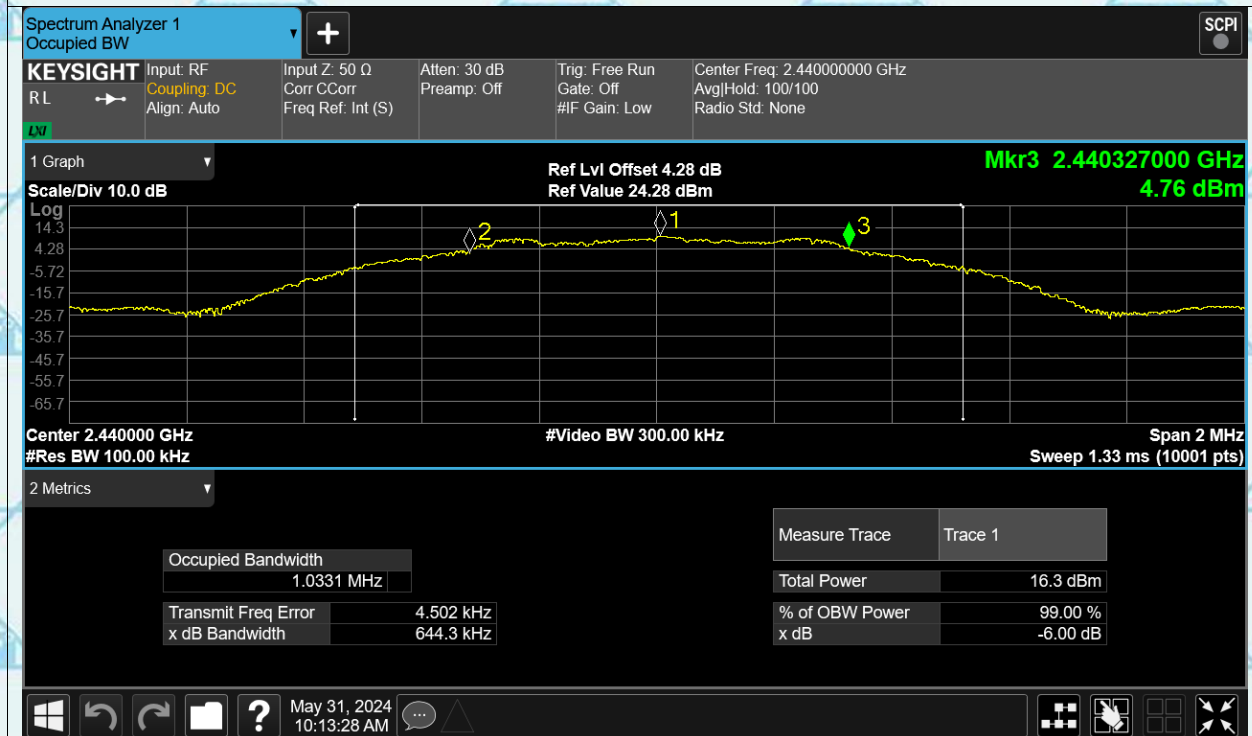 Spectrum Analyzer 1
Occupied BW
SCPI
KEYSIGHT
RL
LXI
Input: RF
Coupling: DC
Align: Auto
Input Z: 50 Ω
Corr CCorr
Freq Ref: Int (S)
Atten: 30 dB
Preamp: Off
Trig: Free Run
Gate: Off
#IF Gain: Low
Center Freq: 2.440000000 GHz
Avg|Hold: 100/100
Radio Std: None
1 Graph
Scale/Div 10.0 dB
Ref Lvl Offset 4.28 dB
Ref Value 24.28 dBm
Mkr3 2.440327000 GHz
4.76 dBm
Log
14.3
4.28
-5.72
-15.7
-25.7
-35.7
-45.7
-55.7
-65.7
2
1
3
Center 2.440000 GHz
#Video BW 300.00 kHz
Span 2 MHz
#Res BW 100.00 kHz
Sweep 1.33 ms (10001 pts)
2 Metrics
Occupied Bandwidth
1.0331 MHz
Transmit Freq Error 4.502 kHz
x dB Bandwidth 644.3 kHz
Measure Trace Trace 1
Total Power 16.3 dBm
% of OBW Power 99.00 %
x dB -6.00 dB
?
May 31, 2024
10:13:28 AM